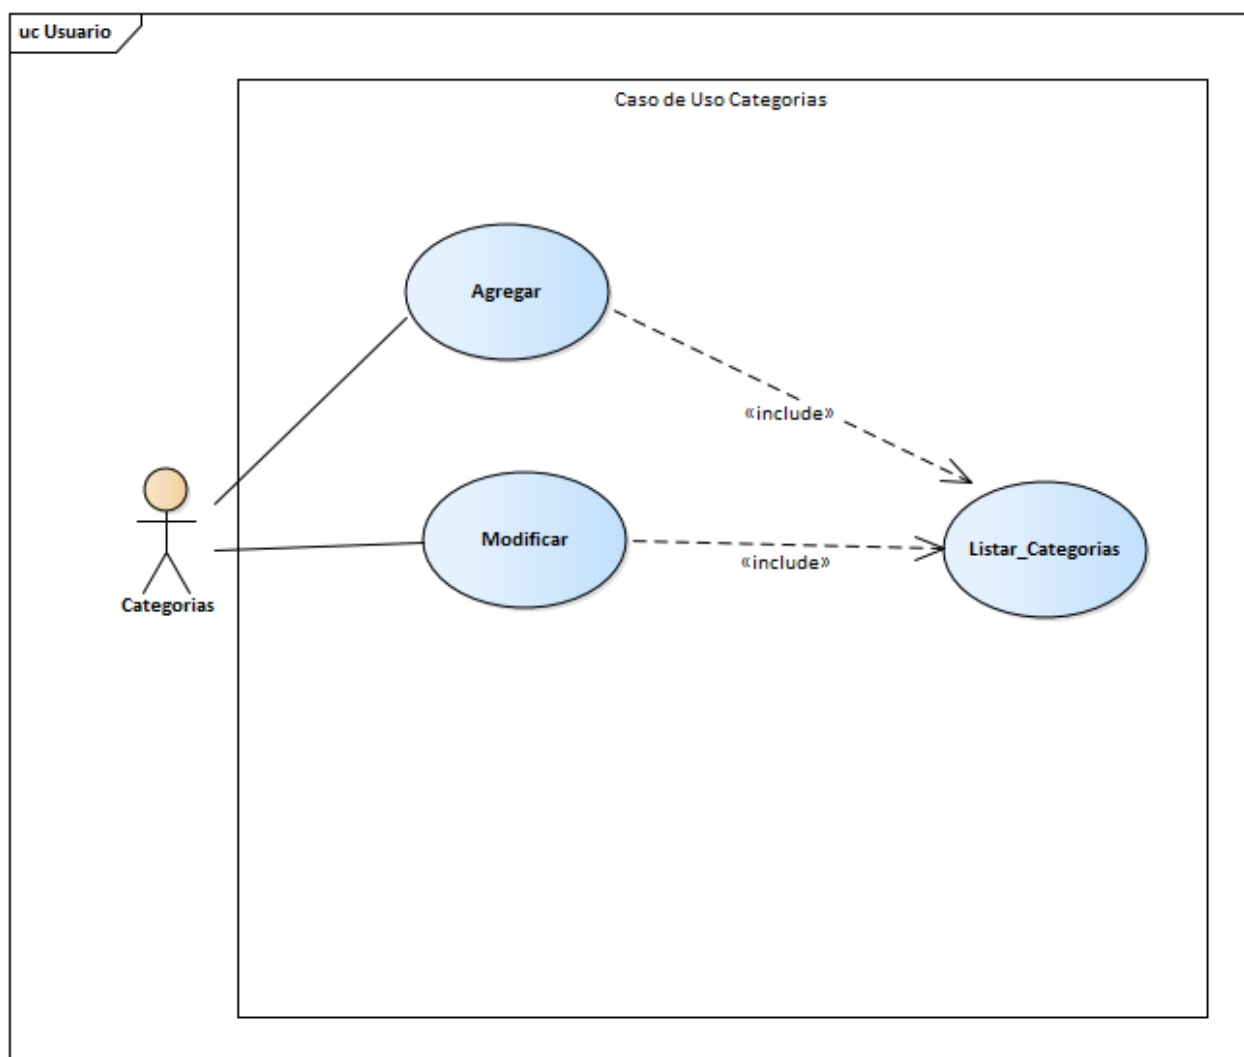 uc Usuario
Caso de Uso Categorias
Agregar
«include»
Modificar
«include»
Listar_Categorias
Categorias